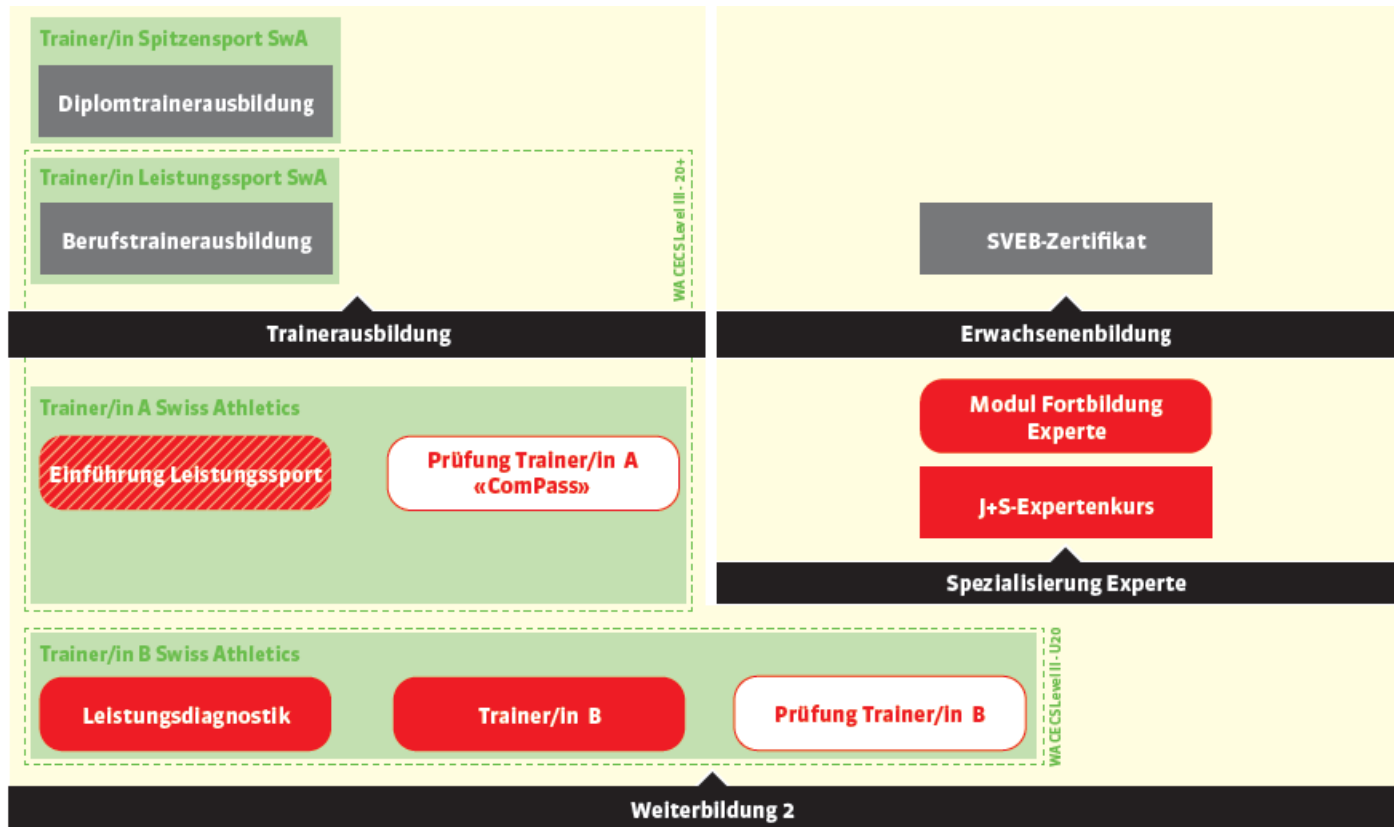 Trainer/in Spitzensport SwA
Diplomtrainerausbildung
Trainer/in Leistungssport SwA
Berufstrainerausbildung
WA CECS Level III - 20+
SVEB-Zertifikat
Trainerausbildung
Erwachsenenbildung
Trainer/in A Swiss Athletics
Einführung Leistungssport
Prüfung Trainer/in A
«ComPass»
Modul Fortbildung
Experte
J+S-Expertenkurs
Spezialisierung Experte
Trainer/in B Swiss Athletics
Leistungsdiagnostik
Trainer/in B
Prüfung Trainer/in B
WA CECS Level II - U20
Weiterbildung 2